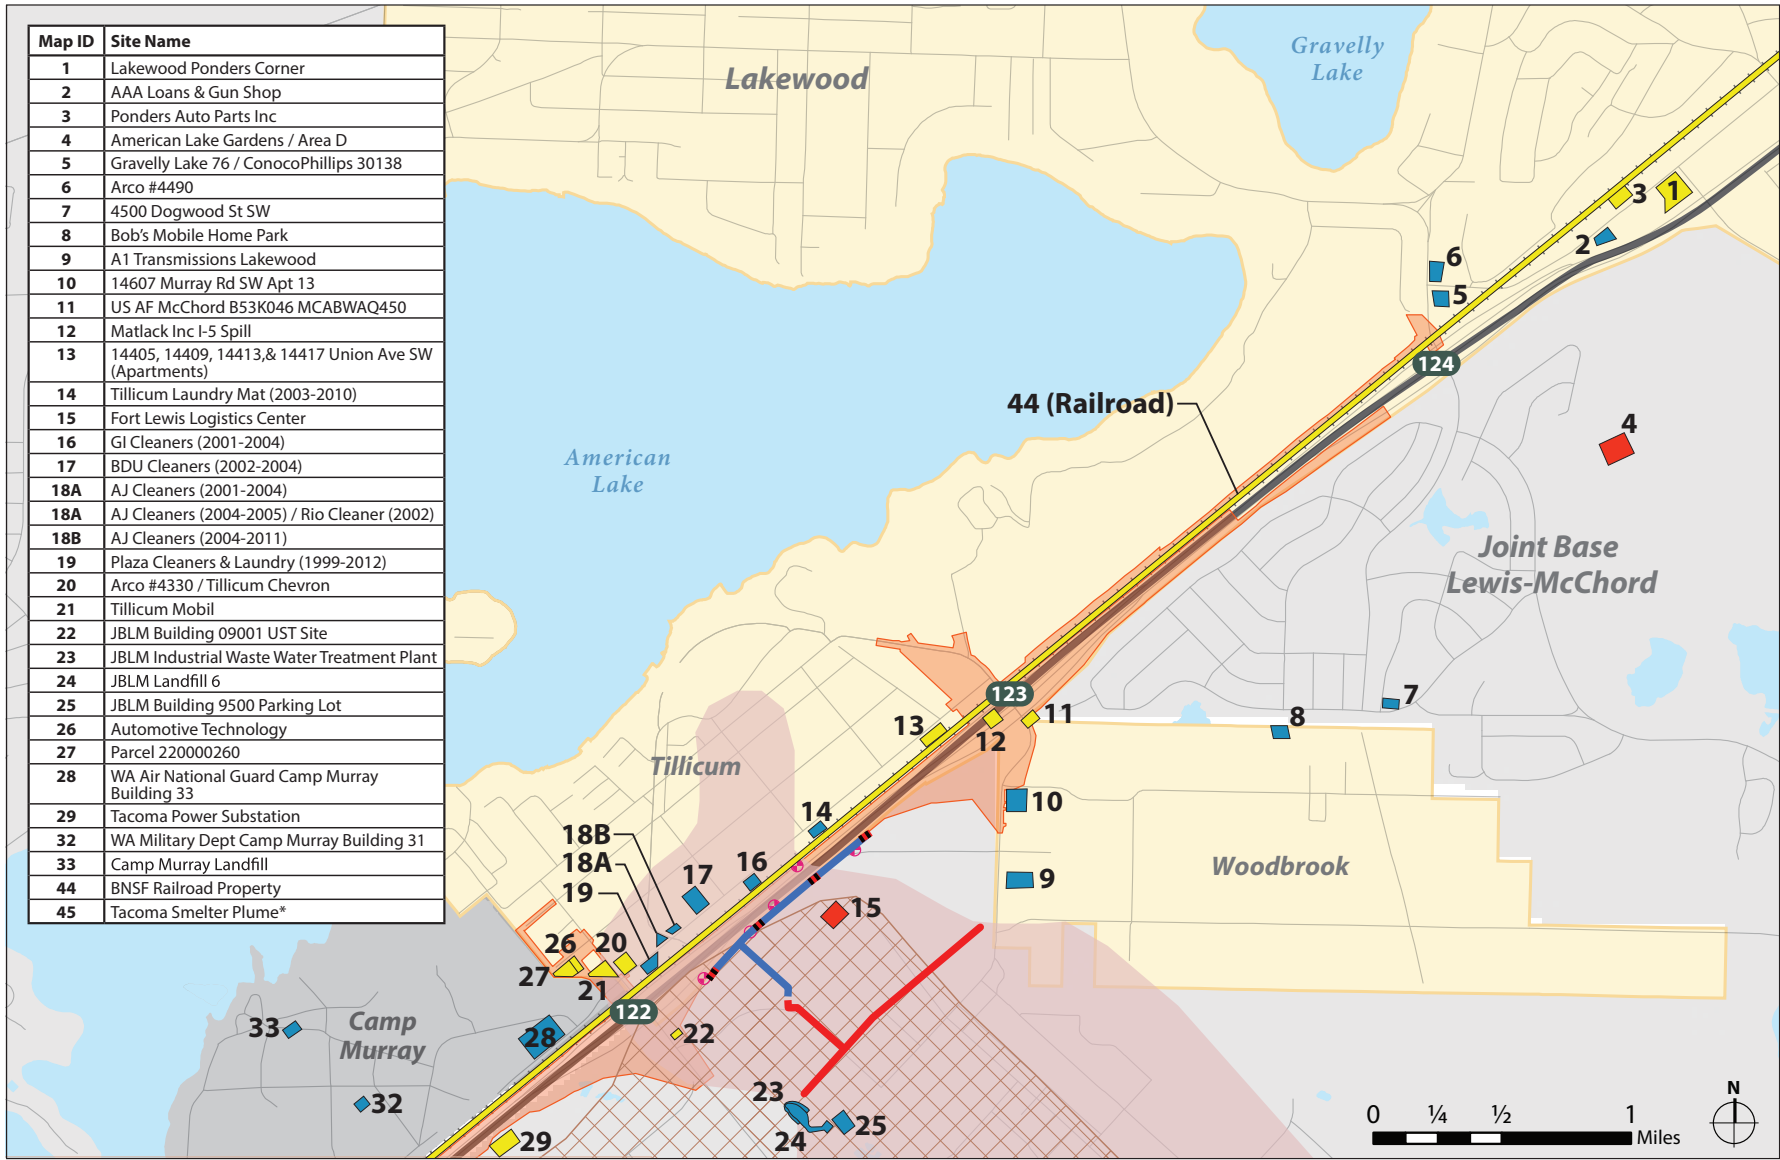 Map ID Site Name
1 Lakewood Ponders Corner
2 AAA Loans & Gun Shop
3 Ponders Auto Parts Inc
4 American Lake Gardens / Area D
5 Gravelly Lake 76 / ConocoPhillips 30138
6 Arco #4490
7 4500 Dogwood St SW
8 Bob's Mobile Home Park
9 A1 Transmissions Lakewood
10 14607 Murray Rd SW Apt 13
11 US AF McChord B53K046 MCABWAQ450
12 Matlack Inc I-5 Spill
13 14405, 14409, 14413,& 14417 Union Ave SW
(Apartments)
14 Tillicum Laundry Mat (2003-2010)
15 Fort Lewis Logistics Center
16 GI Cleaners (2001-2004)
17 BDU Cleaners (2002-2004)
18A AJ Cleaners (2001-2004)
18A AJ Cleaners (2004-2005) / Rio Cleaner (2002)
18B AJ Cleaners (2004-2011)
19 Plaza Cleaners & Laundry (1999-2012)
20 Arco #4330 / Tillicum Chevron
21 Tillicum Mobil
22 JBLM Building 09001 UST Site
23 JBLM Industrial Waste Water Treatment Plant
24 JBLM Landfill 6
25 JBLM Building 9500 Parking Lot
26 Automotive Technology
27 Parcel 220000260
28 WA Air National Guard Camp Murray
Building 33
29 Tacoma Power Substation
32 WA Military Dept Camp Murray Building 31
33 Camp Murray Landfill
44 BNSF Railroad Property
45 Tacoma Smelter Plume*
Lakewood
Gravelly
Lake
3
1
2
6
5
124
44 (Railroad)
4
American
Lake
Joint Base
Lewis-McChord
123
7
8
11
12
13
Tillicum
10
14
18B
18A
19
17
16
Woodbrook
9
15
26
20
27
21
122
22
33
Camp
Murray
28
32
23
24
25
29
N
0 ¼ ½ 1
Miles